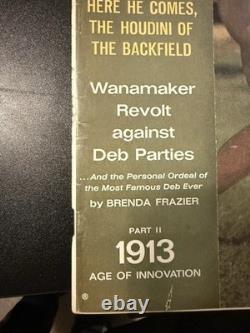 HERE HE COMES,
THE HOUDINI OF
THE BACKFIELD
Wanamaker
Revolt
against
Deb Parties
...And the Personal Ordeal of
the Most Famous Deb Ever
by BRENDA FRAZIER
PART II
1913
AGE OF INNOVATION
®